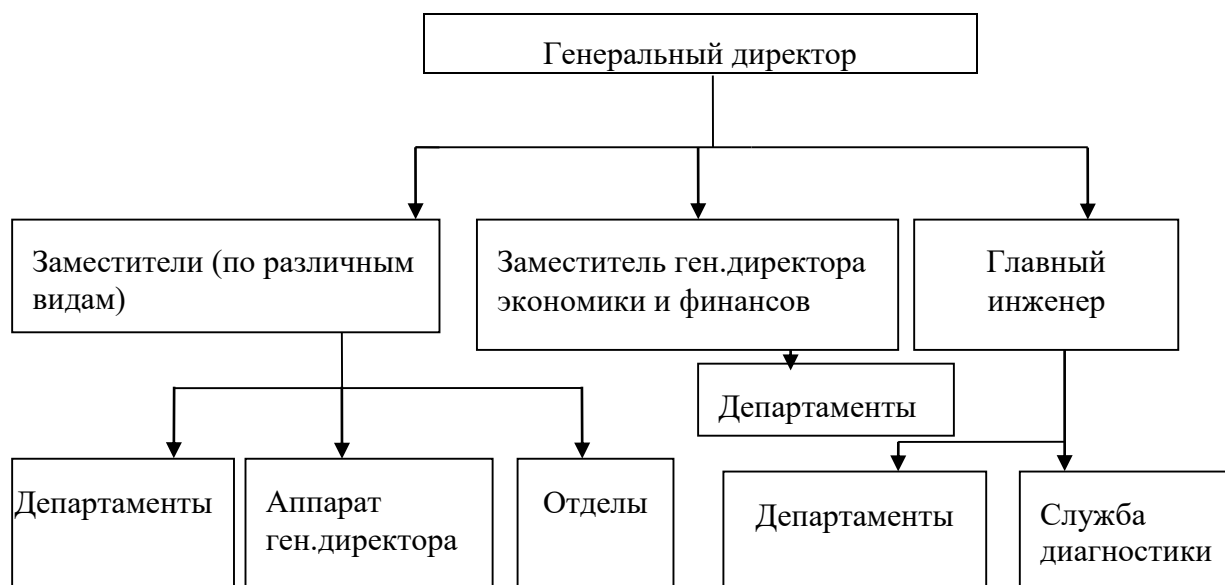 Генеральный директор
Заместители (по различным
видам)
Заместитель ген.директора
экономики и финансов
Главный
инженер
Департаменты
Департаменты
Аппарат
ген.директора
Отделы
Департаменты
Служба
диагностики